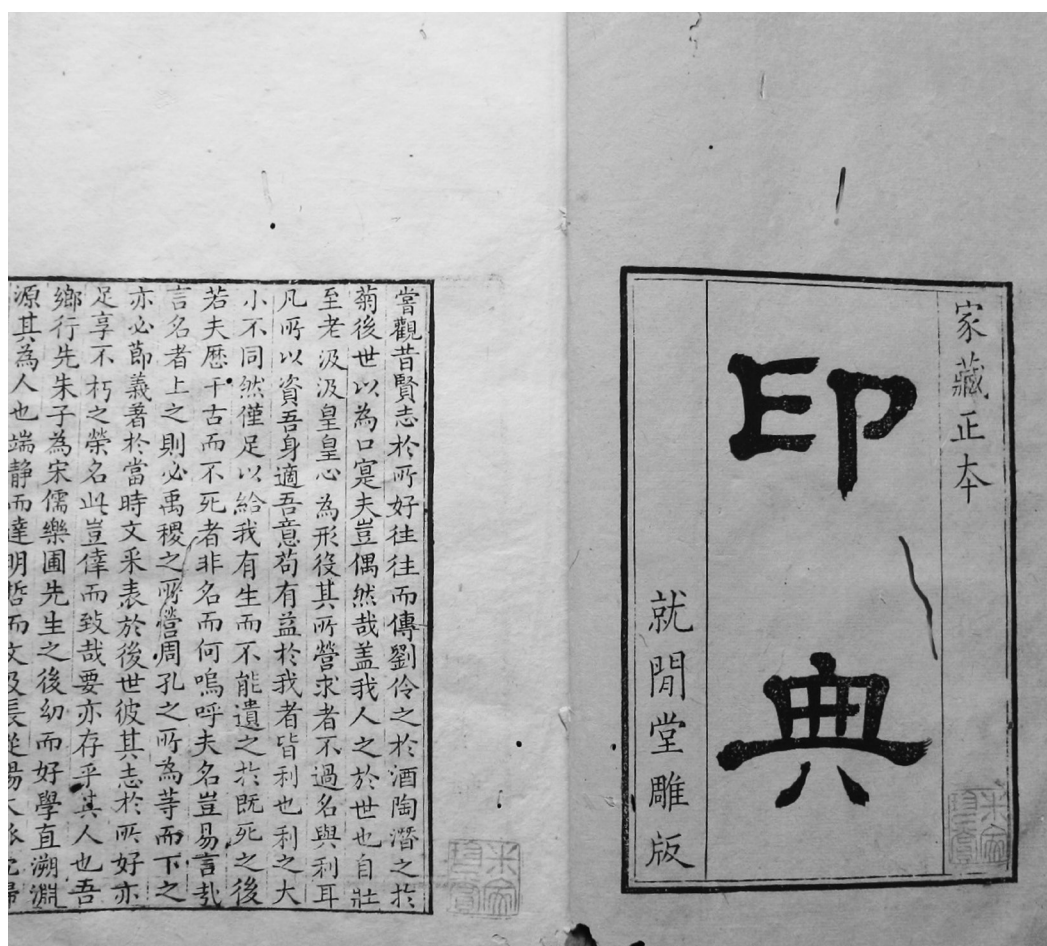 家藏正本
印典
就閒堂雕版
嘗觀昔賢志於所好往往而傳劉伶之於酒陶潛之於
菊後世以為口寔夫豈偶然哉盖我人之於世也自壯
至老汲汲皇皇心為形役其所營求者不過名與利耳
凡所以資吾身適吾意茍有益於我者皆利也利之大
小不同然僅足以給我有生而不能遺之於既死之後
若夫歷千古而不死者非名而何嗚呼夫名豈易言哉
言名者上之則必禹稷之所營周孔之所為等而下之
亦必節義著於當時文采表於後世彼其志於所好亦
足享不朽之榮名此豈倖而致哉要亦存乎其人也吾
鄉行先朱子為宋儒樂圃先生之後幼而好學直溯淵
源其為人也端静而達明哲而文及長從